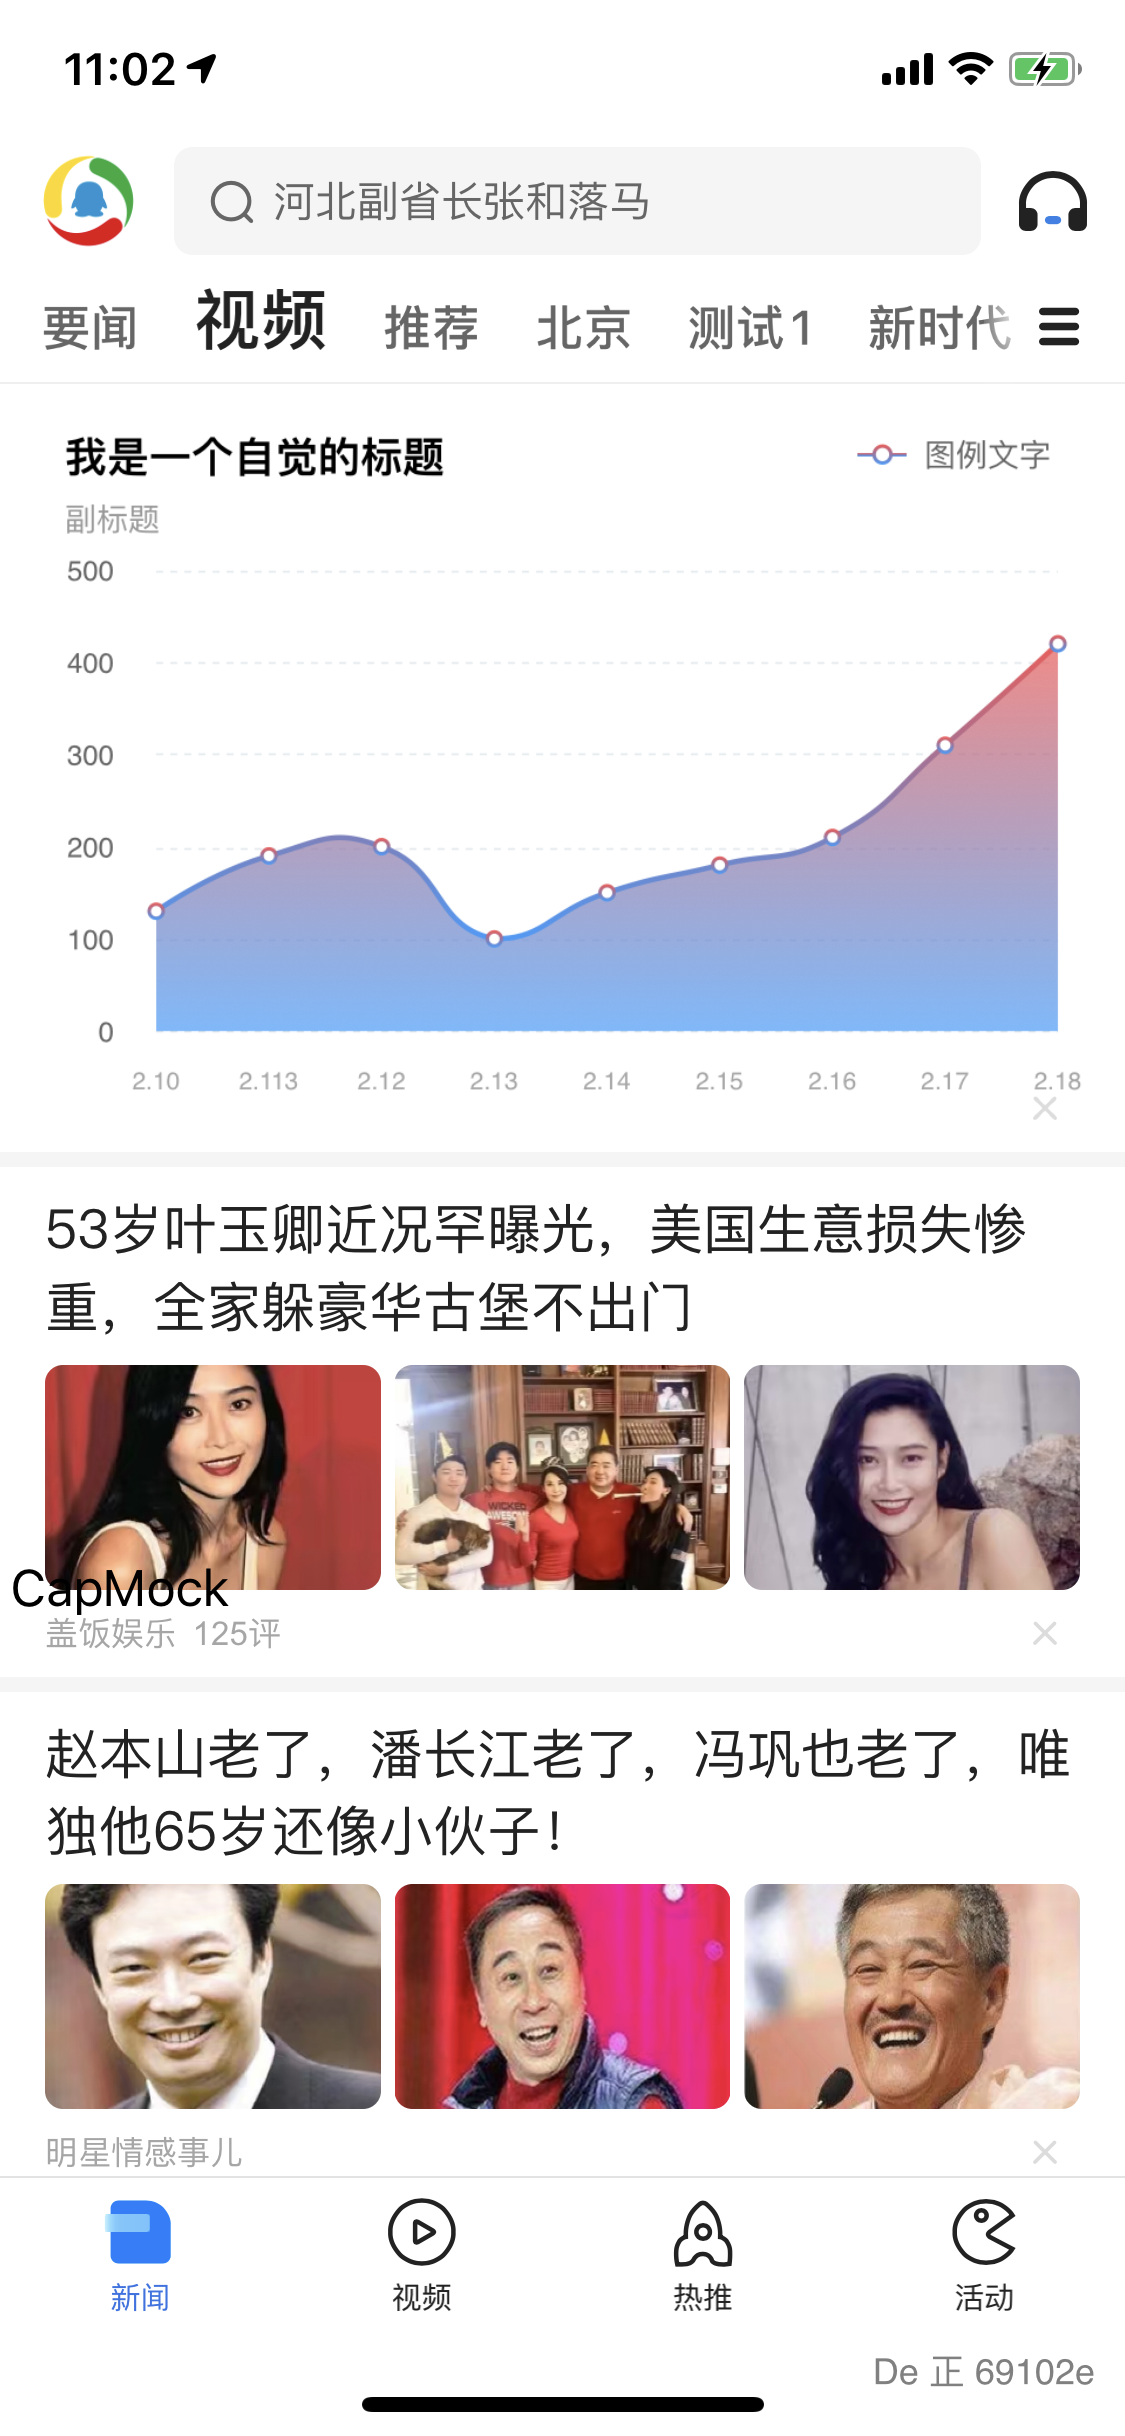 11:02
河北副省长张和落马
要闻 视频 推荐 北京 测试1 新时代
我是一个自觉的标题
图例文字
副标题
500
400
300
200
100
0
2.10 2.113 2.12 2.13 2.14 2.15 2.16 2.17 2.18
53岁叶玉卿近况罕曝光，美国生意损失惨
重，全家躲豪华古堡不出门
WICKED
AWESOM
CapMock
盖饭娱乐 125评
赵本山老了，潘长江老了，冯巩也老了，唯
独他65岁还像小伙子！
明星情感事儿
新闻 视频 热推 活动
De 正 69102e